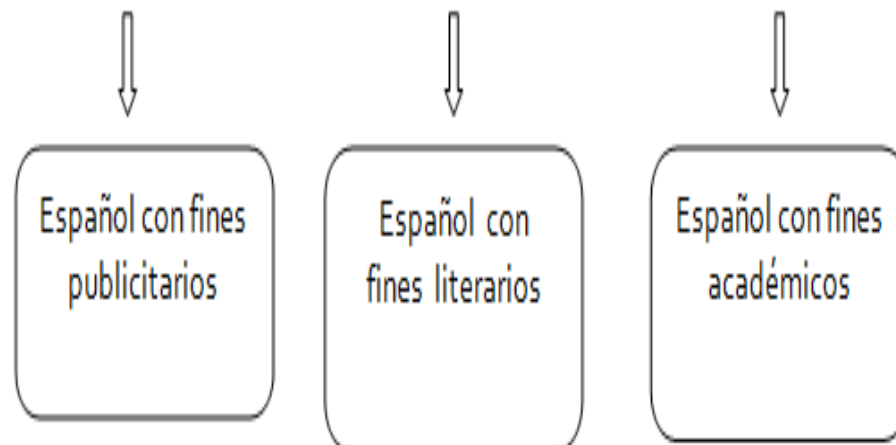 Español con fines
publicitarios
Español con
fines literarios
Español con fines
académicos